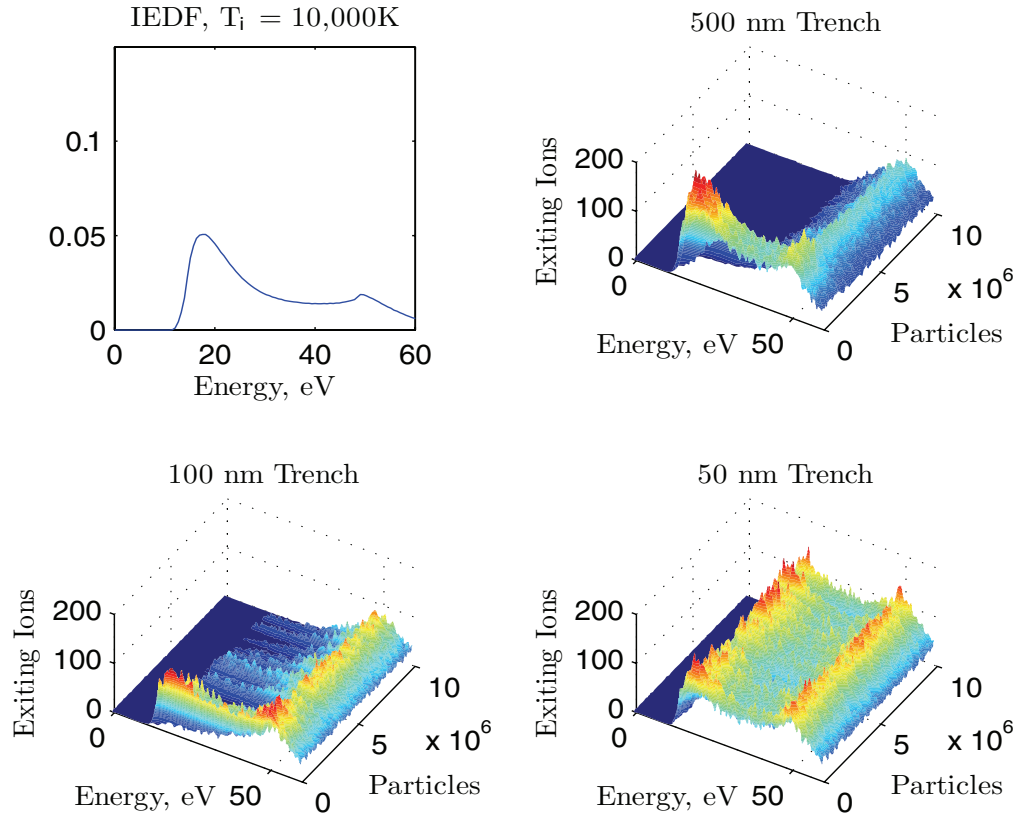 IEDF, Tᵢ = 10,000K
0.1
0.05
0
0 20 40 60
Energy, eV
500 nm Trench
Exiting Ions
200
100
0
0
Energy, eV
50
0
5
10
x 10⁶
Particles
100 nm Trench
Exiting Ions
200
100
0
0
Energy, eV
50
0
5
10
x 10⁶
Particles
50 nm Trench
Exiting Ions
200
100
0
0
Energy, eV
50
0
5
10
x 10⁶
Particles